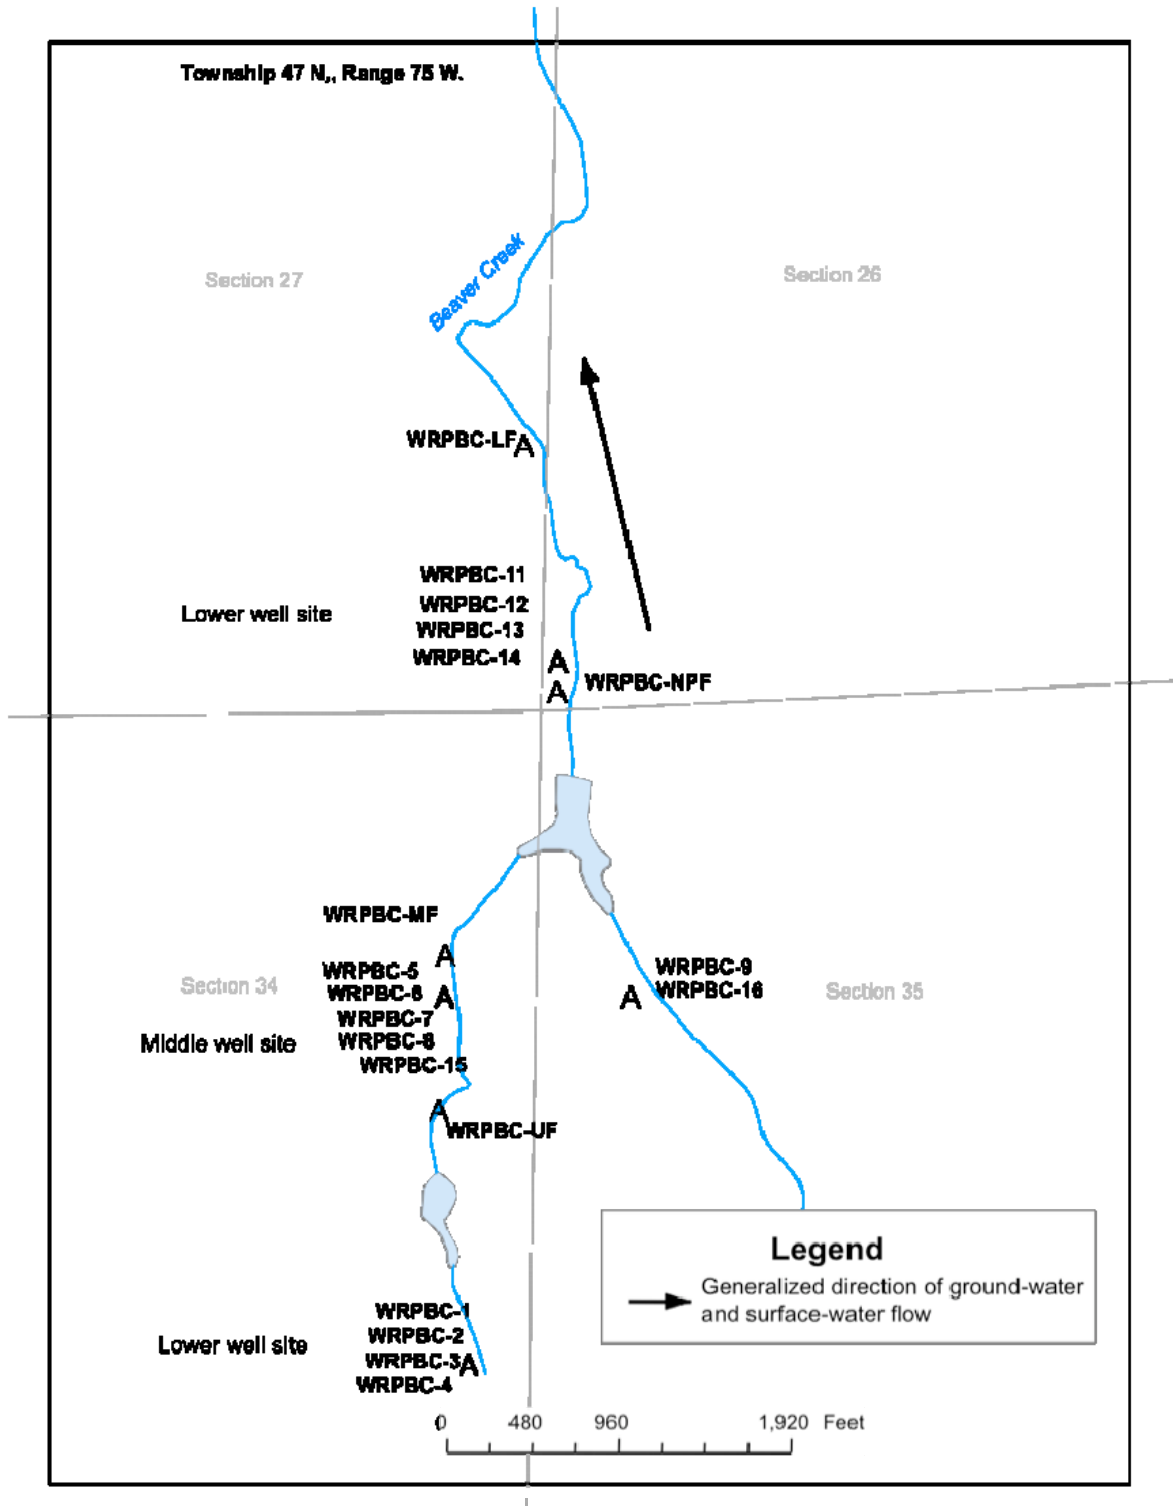 Township 47 N,, Range 75 W.
Section 27
Section 26
Beaver Creek
WRPBC-LF
A
WRPBC-11
WRPBC-12
Lower well site
WRPBC-13
WRPBC-14
A
WRPBC-NPF
A
WRPBC-MF
A
WRPBC-5
WRPBC-9
Section 34
WRPBC-6
A
A
WRPBC-16
Section 35
WRPBC-7
Middle well site
WRPBC-8
WRPBC-15
A
WRPBC-UF
Legend
Generalized direction of ground-water
and surface-water flow
WRPBC-1
WRPBC-2
Lower well site
WRPBC-3
A
WRPBC-4
0 480 960 1,920 Feet